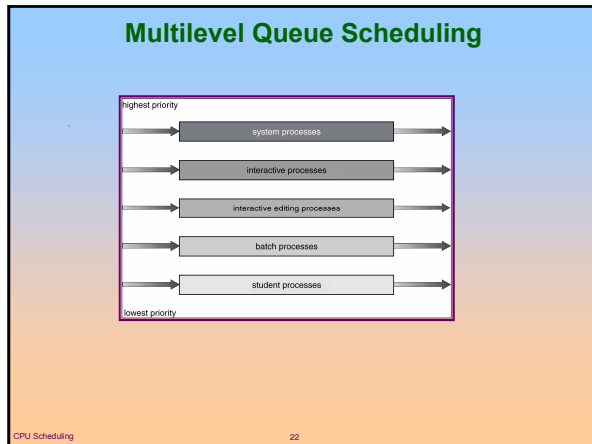 Multilevel Queue Scheduling
highest priority
system processes
interactive processes
interactive editing processes
batch processes
student processes
lowest priority
CPU Scheduling
22